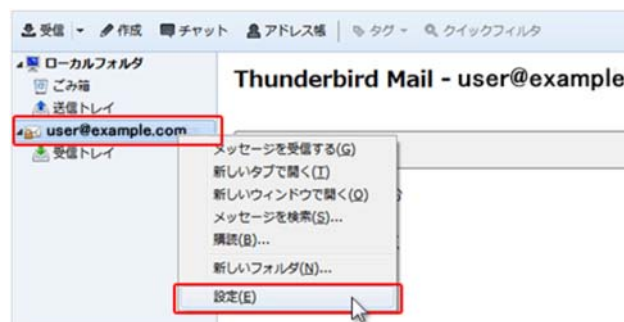 受信 作成 チャット アドレス帳 タグ クイックフィルタ
ローカルフォルダ
ごみ箱
送信トレイ
user@example.com
受信トレイ
Thunderbird Mail - user@example
メッセージを受信する(G)
新しいタブで開く(T)
新しいウィンドウで開く(O)
メッセージを検索(S)...
購読(B)...
新しいフォルダ(N)...
設定(E)